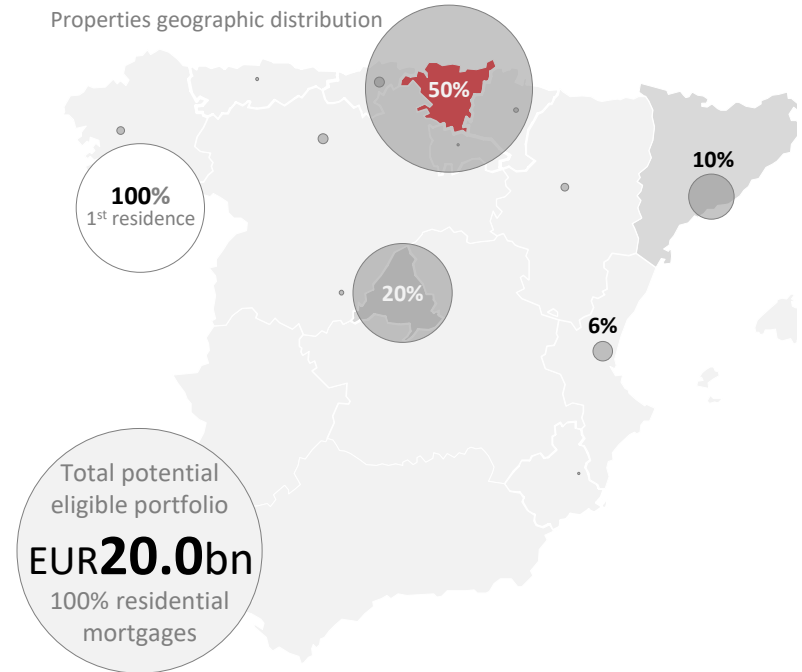 Properties geographic distribution
50%
10%
100%
1st residence
20%
6%
Total potential
eligible portfolio
EUR20.0bn
100% residential
mortgages